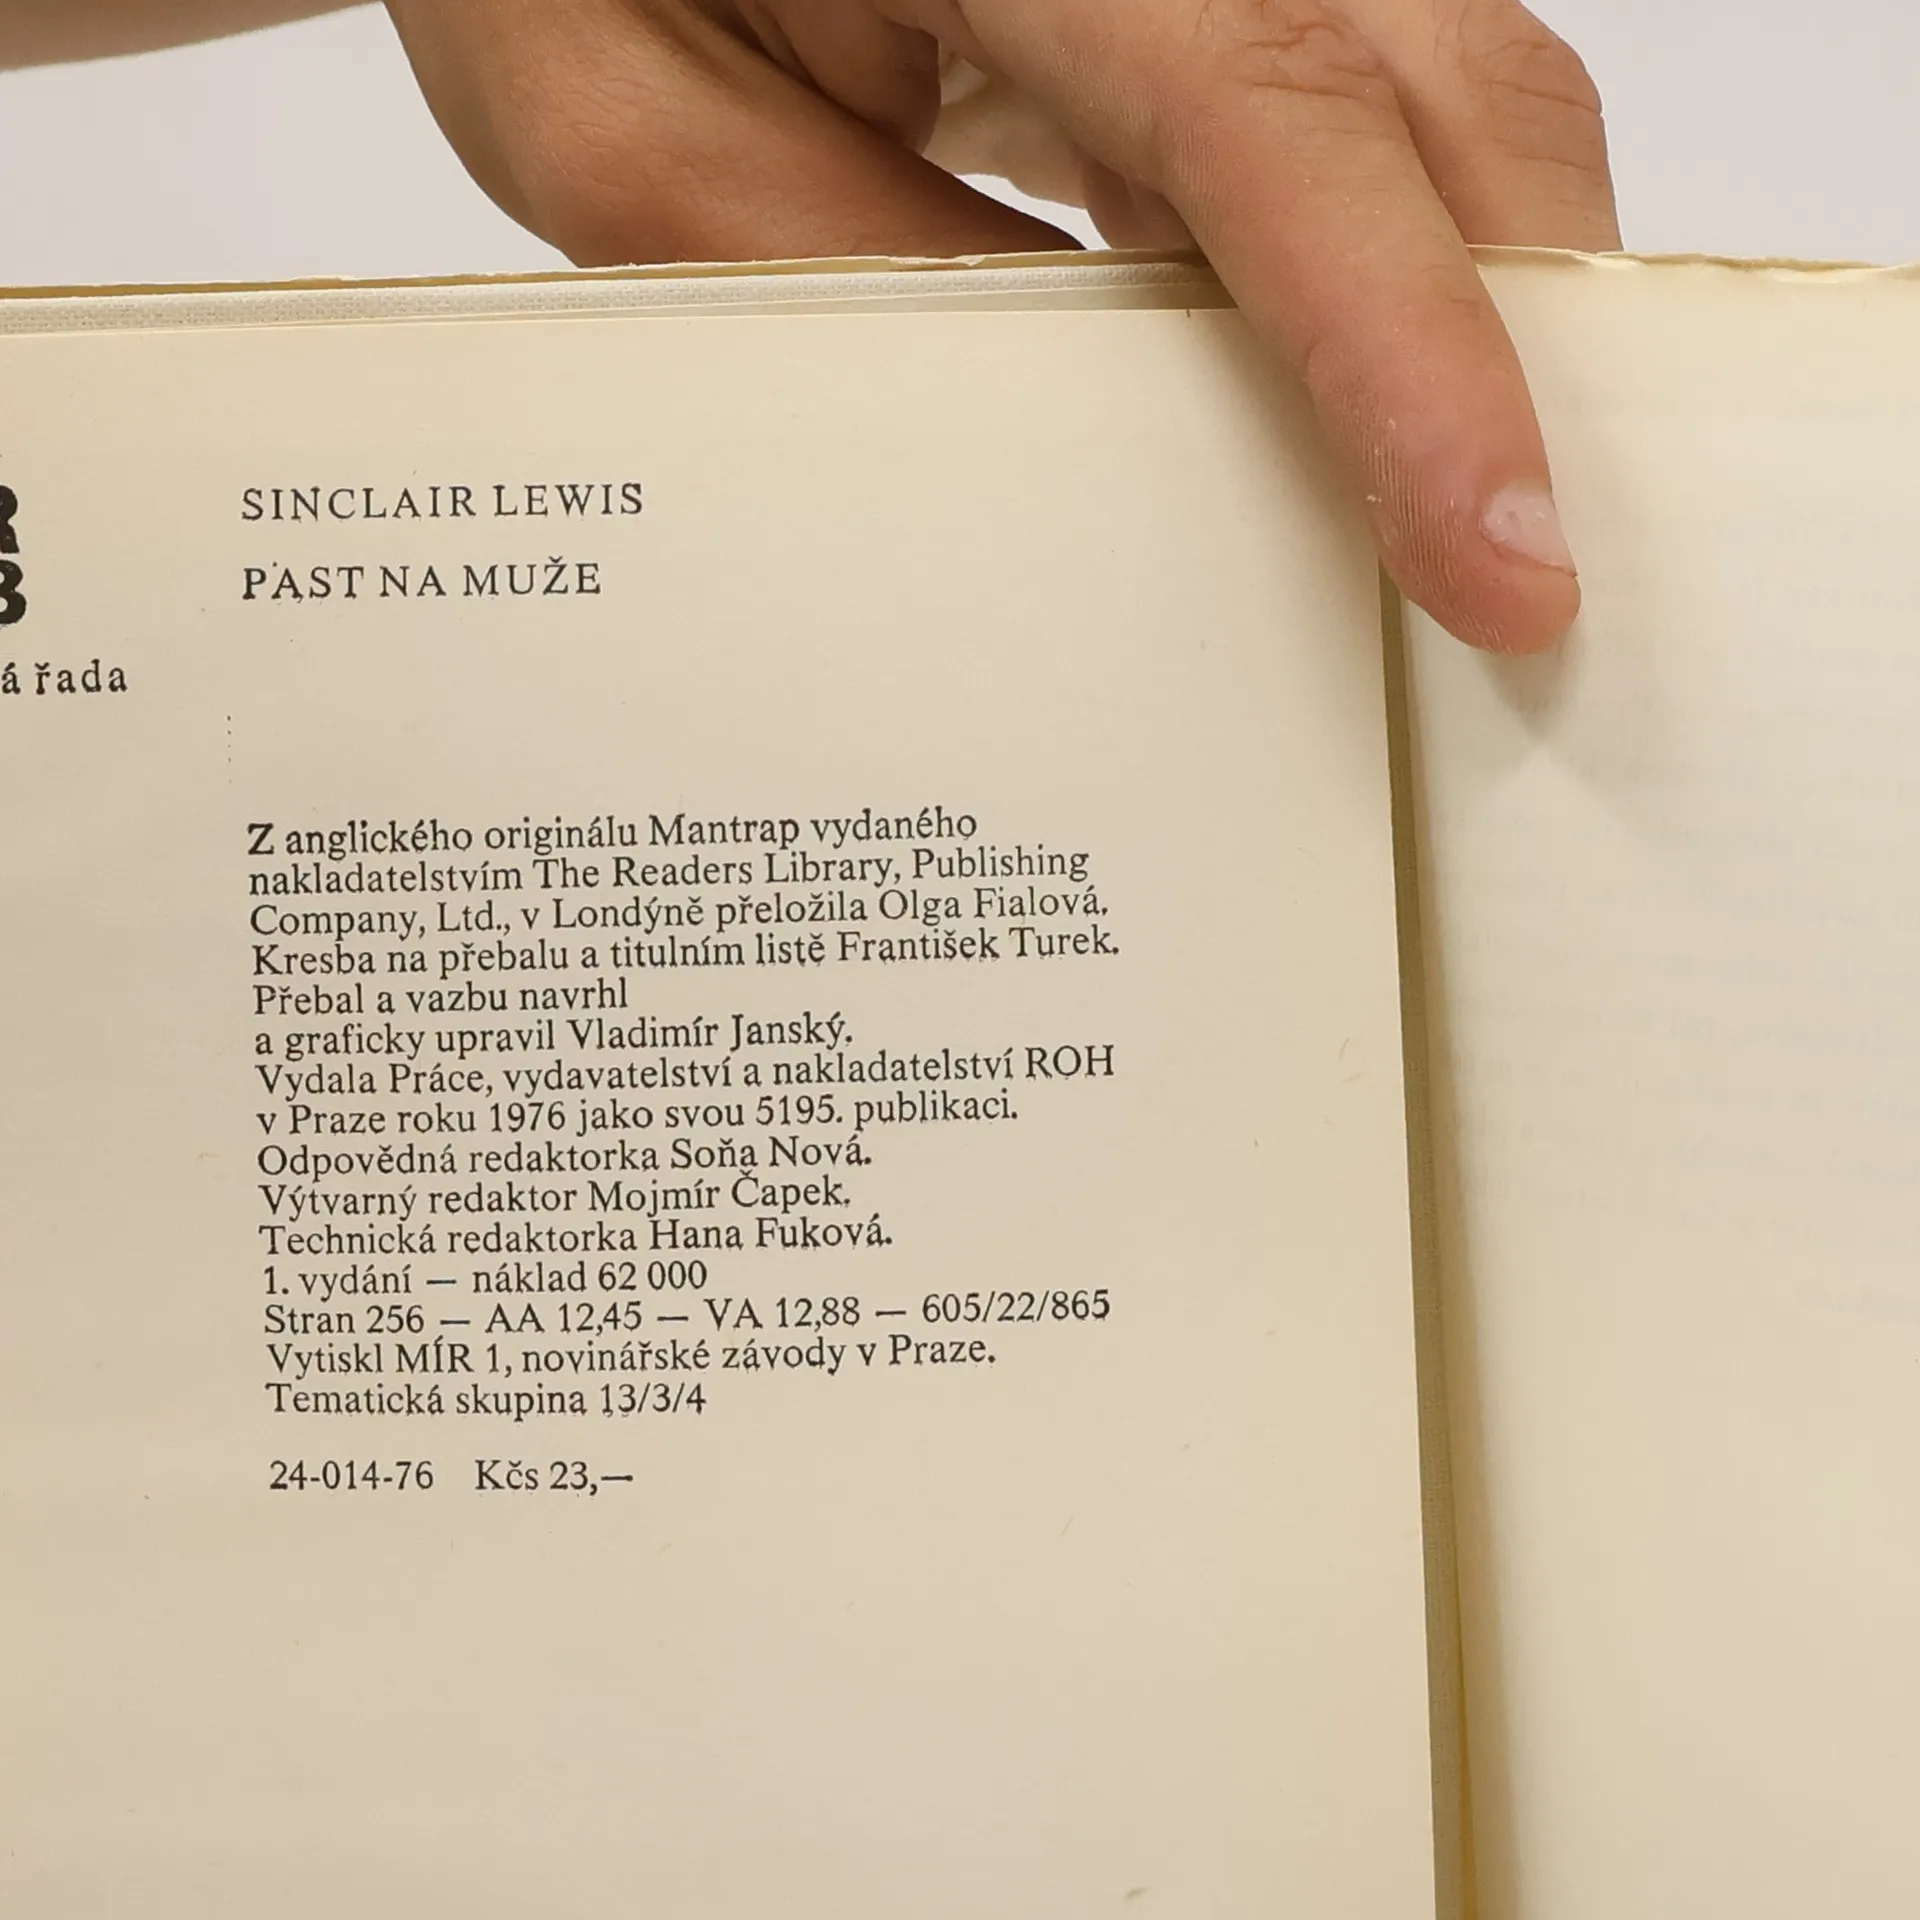 á řada
SINCLAIR LEWIS
PAST NA MUŽE
Z anglického originálu Mantrap vydaného
nakladatelstvím The Readers Library, Publishing
Company, Ltd., v Londýně přeložila Olga Fialová.
Kresba na přebalu a titulním listě František Turek.
Přebal a vazbu navrhl
a graficky upravil Vladimír Janský.
Vydala Práce, vydavatelství a nakladatelství ROH
v Praze roku 1976 jako svou 5195. publikaci.
Odpovědná redaktorka Soňa Nová.
Výtvarný redaktor Mojmír Čapek.
Technická redaktorka Hana Fuková.
1. vydání — náklad 62 000
Stran 256 — AA 12,45 — VA 12,88 — 605/22/865
Vytiskl MÍR 1, novinářské závody v Praze.
Tematická skupina 13/3/4
24-014-76 Kčs 23,—